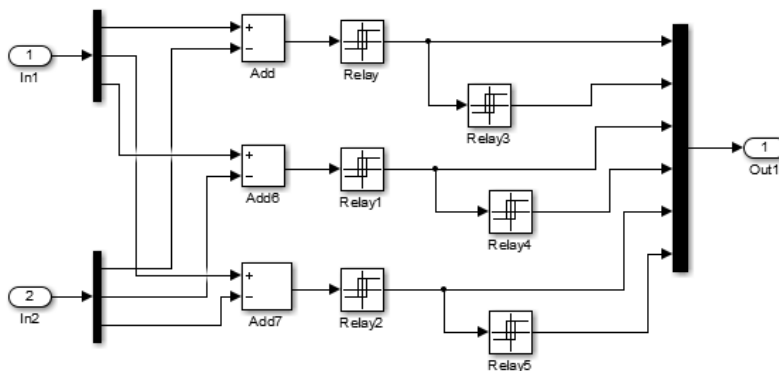 1
In1
+
−
Add
Relay
Relay3
+
−
Add6
Relay1
Relay4
1
Out1
2
In2
+
−
Add7
Relay2
Relay5